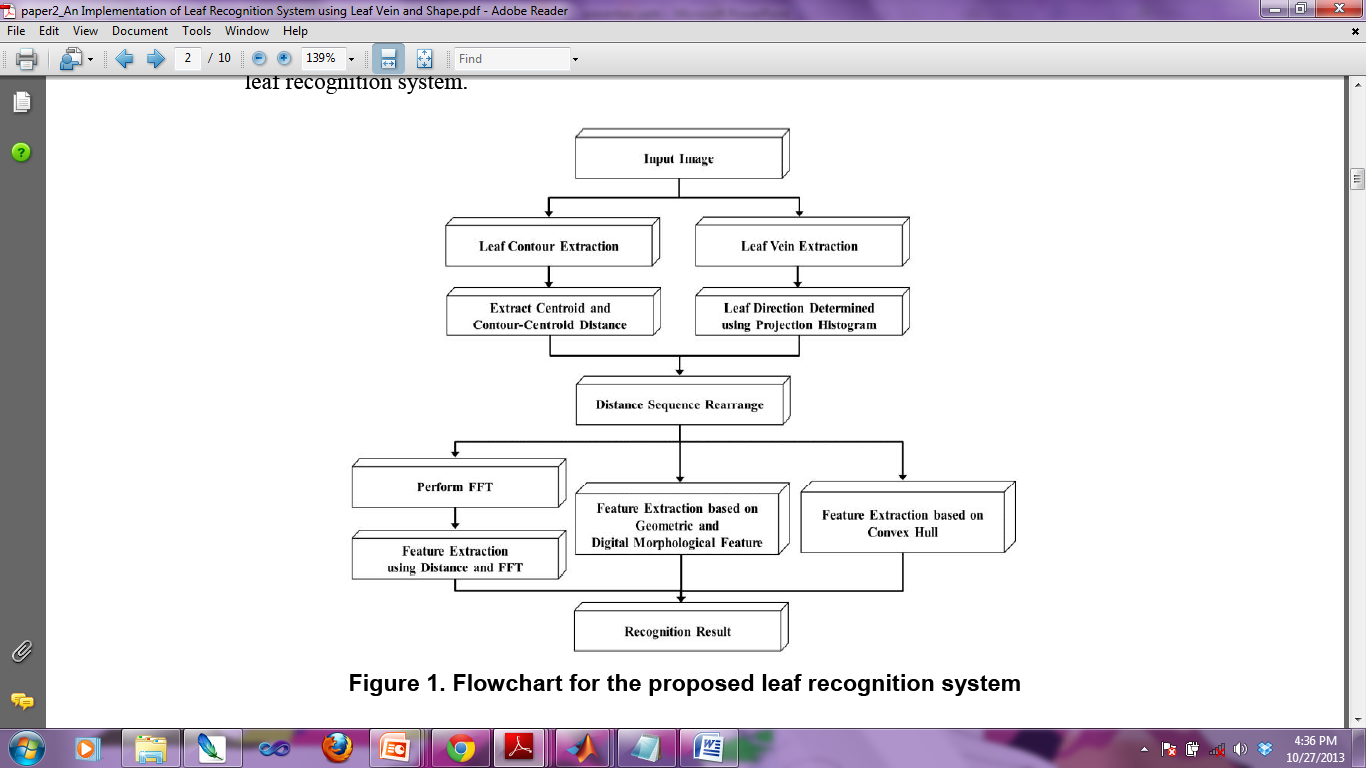 paper2_An Implementation of Leaf Recognition System using Leaf Vein and Shape.pdf - Adobe Reader
File Edit View Document Tools Window Help
2 / 10 139% Find
leaf recognition system.
Input Image
Leaf Contour Extraction
Leaf Vein Extraction
Extract Centroid and
Contour-Centroid Distance
Leaf Direction Determined
using Projection Histogram
Distance Sequence Rearrange
Perform FFT
Feature Extraction
using Distance and FFT
Feature Extraction based on
Geometric and
Digital Morphological Feature
Feature Extraction based on
Convex Hull
Recognition Result
Figure 1. Flowchart for the proposed leaf recognition system
4:36 PM
10/27/2013